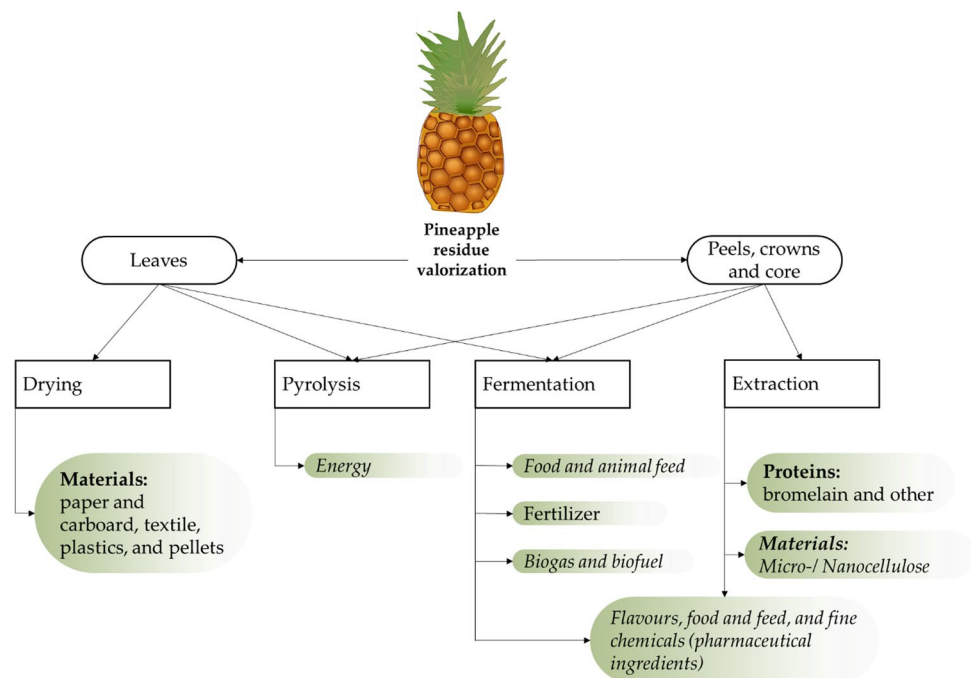 Pineapple
residue
valorization
Leaves
Peels, crowns
and core
Drying
Pyrolysis
Fermentation
Extraction
Materials:
paper and
carboard, textile,
plastics, and pellets
Energy
Food and animal feed
Fertilizer
Biogas and biofuel
Proteins:
bromelain and other
Materials:
Micro-/ Nanocellulose
Flavours, food and feed, and fine
chemicals (pharmaceutical
ingredients)